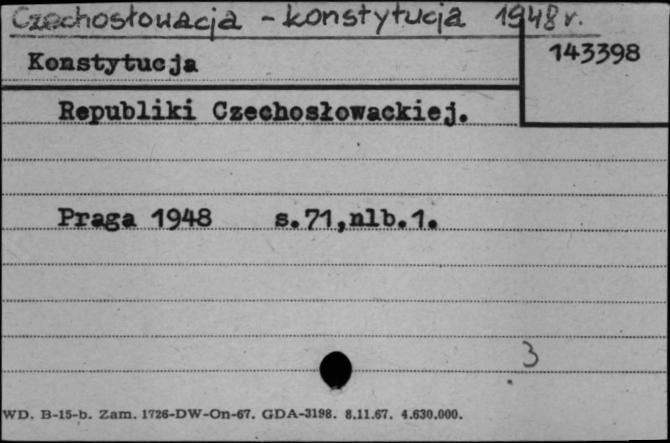 Czechosłowacja - konstytucja 1948 r.
143398
Konstytucja
Republiki Czechosłowackiej.
Praga 1948 s.71,nlb.1.
3
WD. B-15-b. Zam. 1726-DW-On-67. GDA-3198. 8.11.67. 4.630.000.